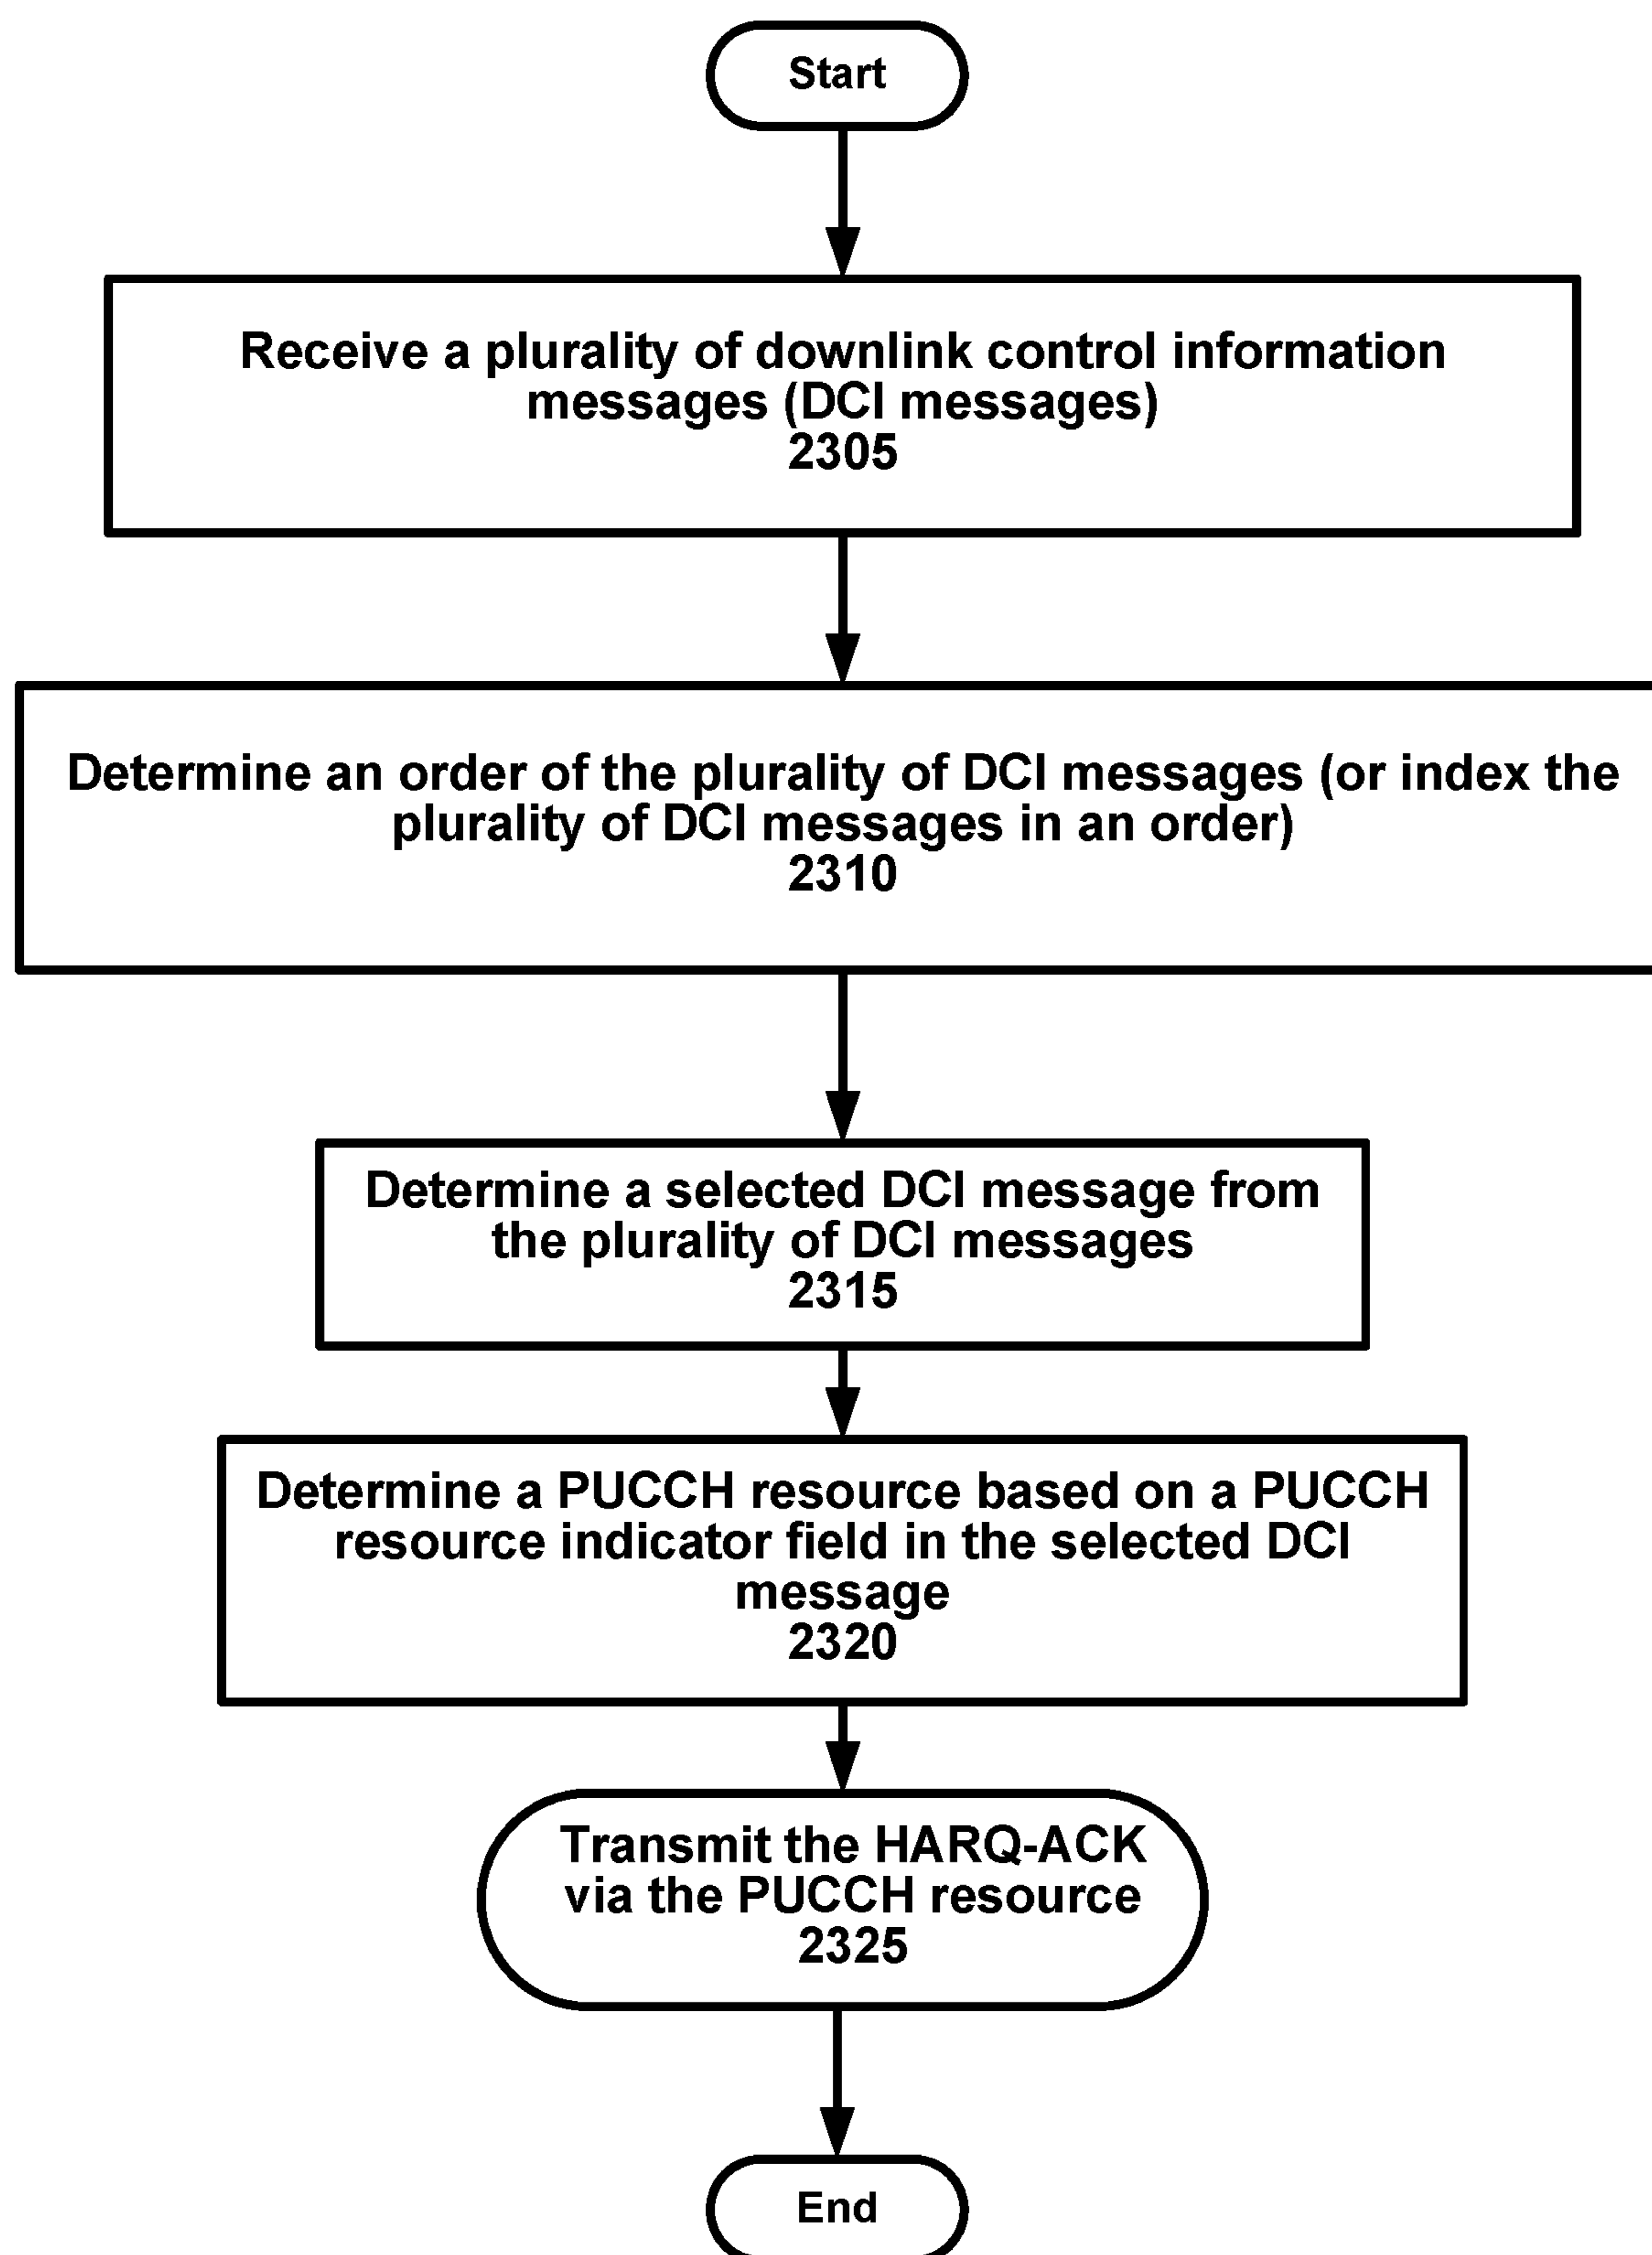 Start
Receive a plurality of downlink control information
messages (DCI messages)
2305
Determine an order of the plurality of DCI messages (or index the
plurality of DCI messages in an order)
2310
Determine a selected DCI message from
the plurality of DCI messages
2315
Determine a PUCCH resource based on a PUCCH
resource indicator field in the selected DCI
message
2320
Transmit the HARQ-ACK
via the PUCCH resource
2325
End